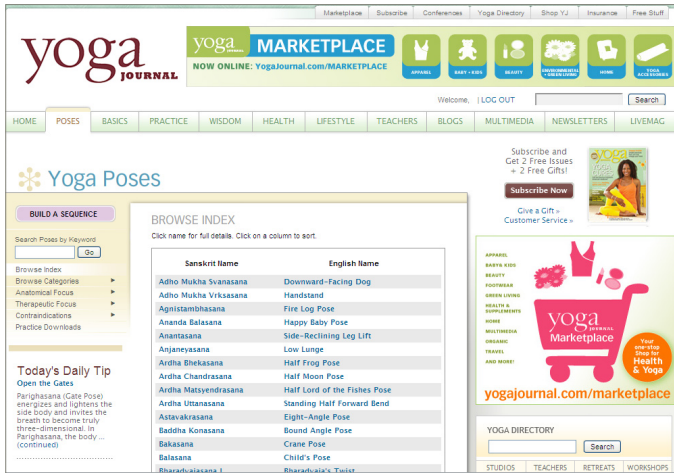 Marketplace Subscribe Conferences Yoga Directory Shop YJ Insurance Free Stuff
yoga
JOURNAL
yoga
JOURNAL
MARKETPLACE
NOW ONLINE: YogaJournal.com/MARKETPLACE
APPAREL
BABY + KIDS
BEAUTY
ENVIRONMENTAL
+ GREEN LIVING
HOME
YOGA
ACCESSORIES
Welcome, | LOG OUT
Search
HOME POSES BASICS PRACTICE WISDOM HEALTH LIFESTYLE TEACHERS BLOGS MULTIMEDIA NEWSLETTERS LIVEMAG
Yoga Poses
Subscribe and
Get 2 Free Issues
+ 2 Free Gifts!
Subscribe Now
Give a Gift »
Customer Service »
yoga
BUILD A SEQUENCE
Search Poses by Keyword
Go
Browse Index
Browse Categories
Anatomical Focus
Therapeutic Focus
Contraindications
Practice Downloads
Today's Daily Tip
Open the Gates
Parighasana (Gate Pose)
energizes and lightens the
side body and invites the
breath to become truly
three-dimensional. In
Parighasana, the body ...
(continued)
BROWSE INDEX
Click name for full details. Click on a column to sort.
Sanskrit Name English Name
Adho Mukha Svanasana Downward-Facing Dog
Adho Mukha Vrksasana Handstand
Agnistambhasana Fire Log Pose
Ananda Balasana Happy Baby Pose
Anantasana Side-Reclining Leg Lift
Anjaneyasana Low Lunge
Ardha Bhekasana Half Frog Pose
Ardha Chandrasana Half Moon Pose
Ardha Matsyendrasana Half Lord of the Fishes Pose
Ardha Uttanasana Standing Half Forward Bend
Astavakrasana Eight-Angle Pose
Baddha Konasana Bound Angle Pose
Bakasana Crane Pose
Balasana Child's Pose
Bharadvajasana I Bharadvaja's Twist
APPAREL
BABY & KIDS
BEAUTY
FOOTWEAR
GREEN LIVING
HEALTH &
SUPPLEMENTS
HOME
MULTIMEDIA
ORGANIC
TRAVEL
AND MORE!
yoga
JOURNAL
Marketplace
Your
one-stop
Shop for
Health
& Yoga
yogajournal.com/marketplace
YOGA DIRECTORY
Search
STUDIOS TEACHERS RETREATS WORKSHOPS